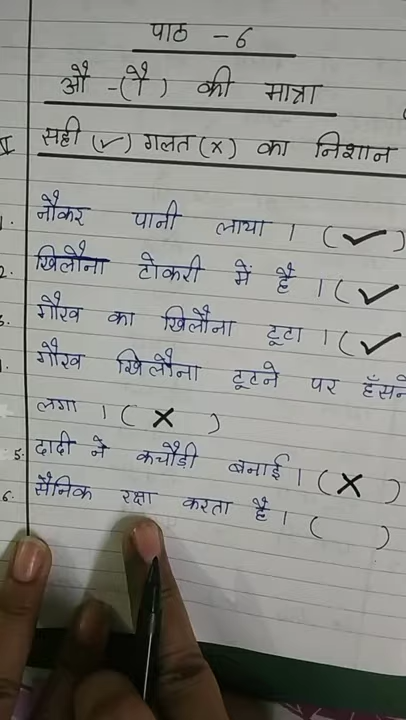 पाठ - 6
औ - (ौ) की मात्रा
I सही (✓) गलत (×) का निशान
1. नौकर पानी लाया । (✓)
2. खिलौना टोकरी में है । (✓
3. गौरव का खिलौना टूटा । (✓
4. गौरव खिलौना टूटने पर हँसने
लगा । (×)
5. दादी ने कचौड़ी बनाई । (×)
6. सैनिक रक्षा करता है । ( )